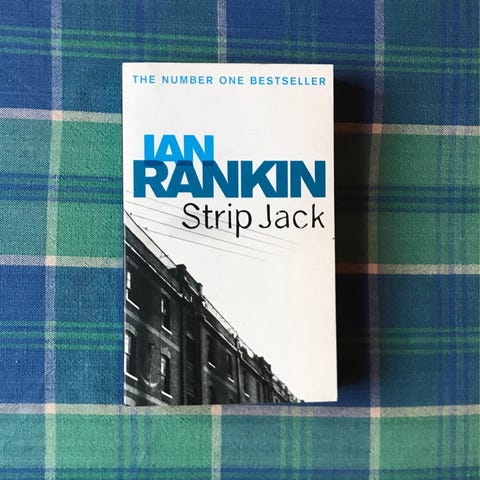 THE NUMBER ONE BESTSELLER
IAN
RANKIN
Strip Jack